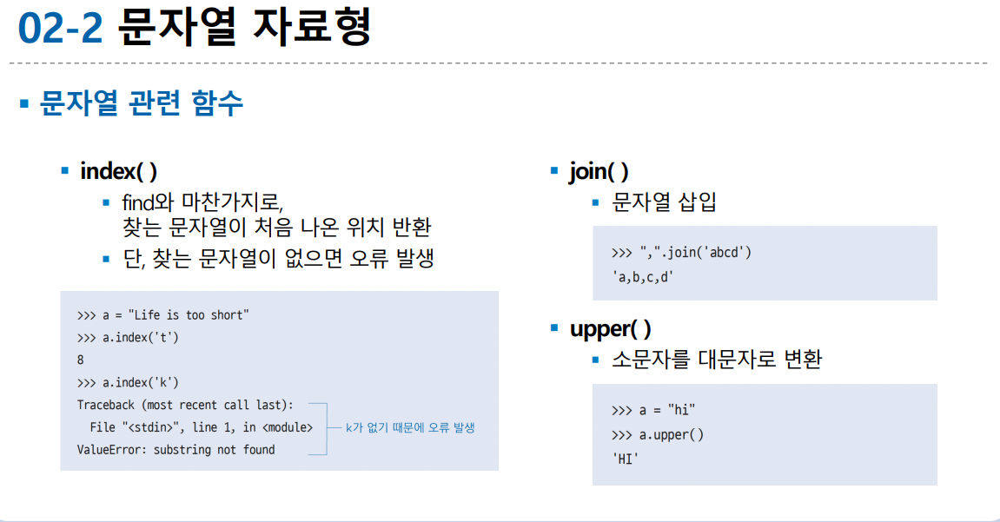 02-2 문자열 자료형
문자열 관련 함수
index( )
find와 마찬가지로,
찾는 문자열이 처음 나온 위치 반환
단, 찾는 문자열이 없으면 오류 발생
>>> a = "Life is too short"
>>> a.index('t')
8
>>> a.index('k')
Traceback (most recent call last):
  File "<stdin>", line 1, in <module>
ValueError: substring not found
k가 없기 때문에 오류 발생
join( )
문자열 삽입
>>> ",".join('abcd')
'a,b,c,d'
upper( )
소문자를 대문자로 변환
>>> a = "hi"
>>> a.upper()
'HI'